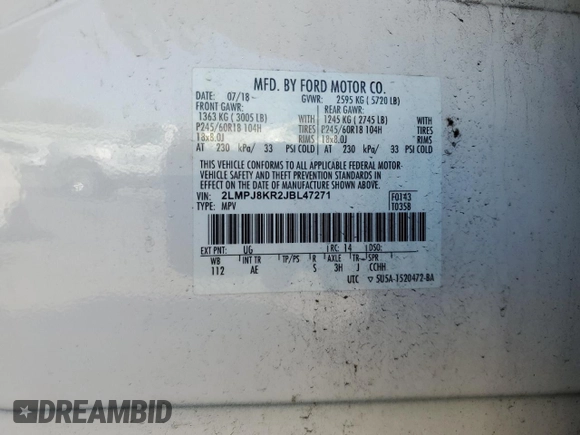 MFD. BY FORD MOTOR CO.
DATE: 07/18 GVWR: 2595 KG ( 5720 LB)
FRONT GAWR: REAR GAWR:
1363 KG ( 3005 LB) WITH 1245 KG ( 2745 LB) WITH
P245/60R18 104H TIRES P245/60R18 104H TIRES
18x8.0J RIMS 18x8.0J RIMS
AT 230 kPa/ 33 PSI COLD AT 230 kPa/ 33 PSI COLD
THIS VEHICLE CONFORMS TO ALL APPLICABLE FEDERAL MOTOR-
VEHICLE SAFETY AND THEFT PREVENTION STANDARDS IN
EFFECT ON THE DATE OF MANUFACTURE SHOWN ABOVE.
VIN: 2LMPJ8KR2JBL47271 F0143
TYPE: MPV T0358
EXT PNT: UG RC: 14 DSO:
WB INT TR TP/PS R AXLE TR SPR
112 AE S 3H J CCHH
UTC ▽ SU5A-1520472-BA
DREAMBID